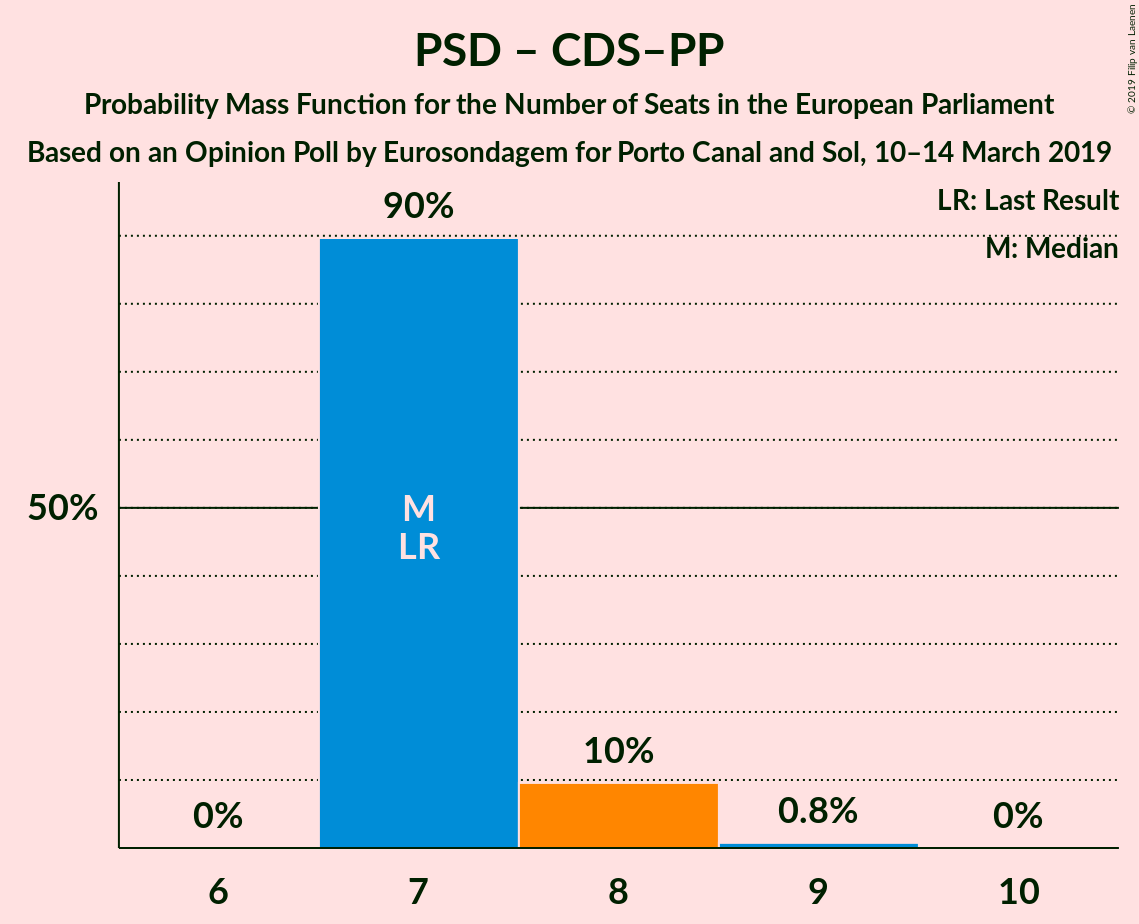 PSD – CDS–PP
Probability Mass Function for the Number of Seats in the European Parliament
Based on an Opinion Poll by Eurosondagem for Porto Canal and Sol, 10–14 March 2019
© 2019 Filip van Laenen
LR: Last Result
M: Median
90%
50%
M
LR
10%
0%
0.8%
0%
6 7 8 9 10